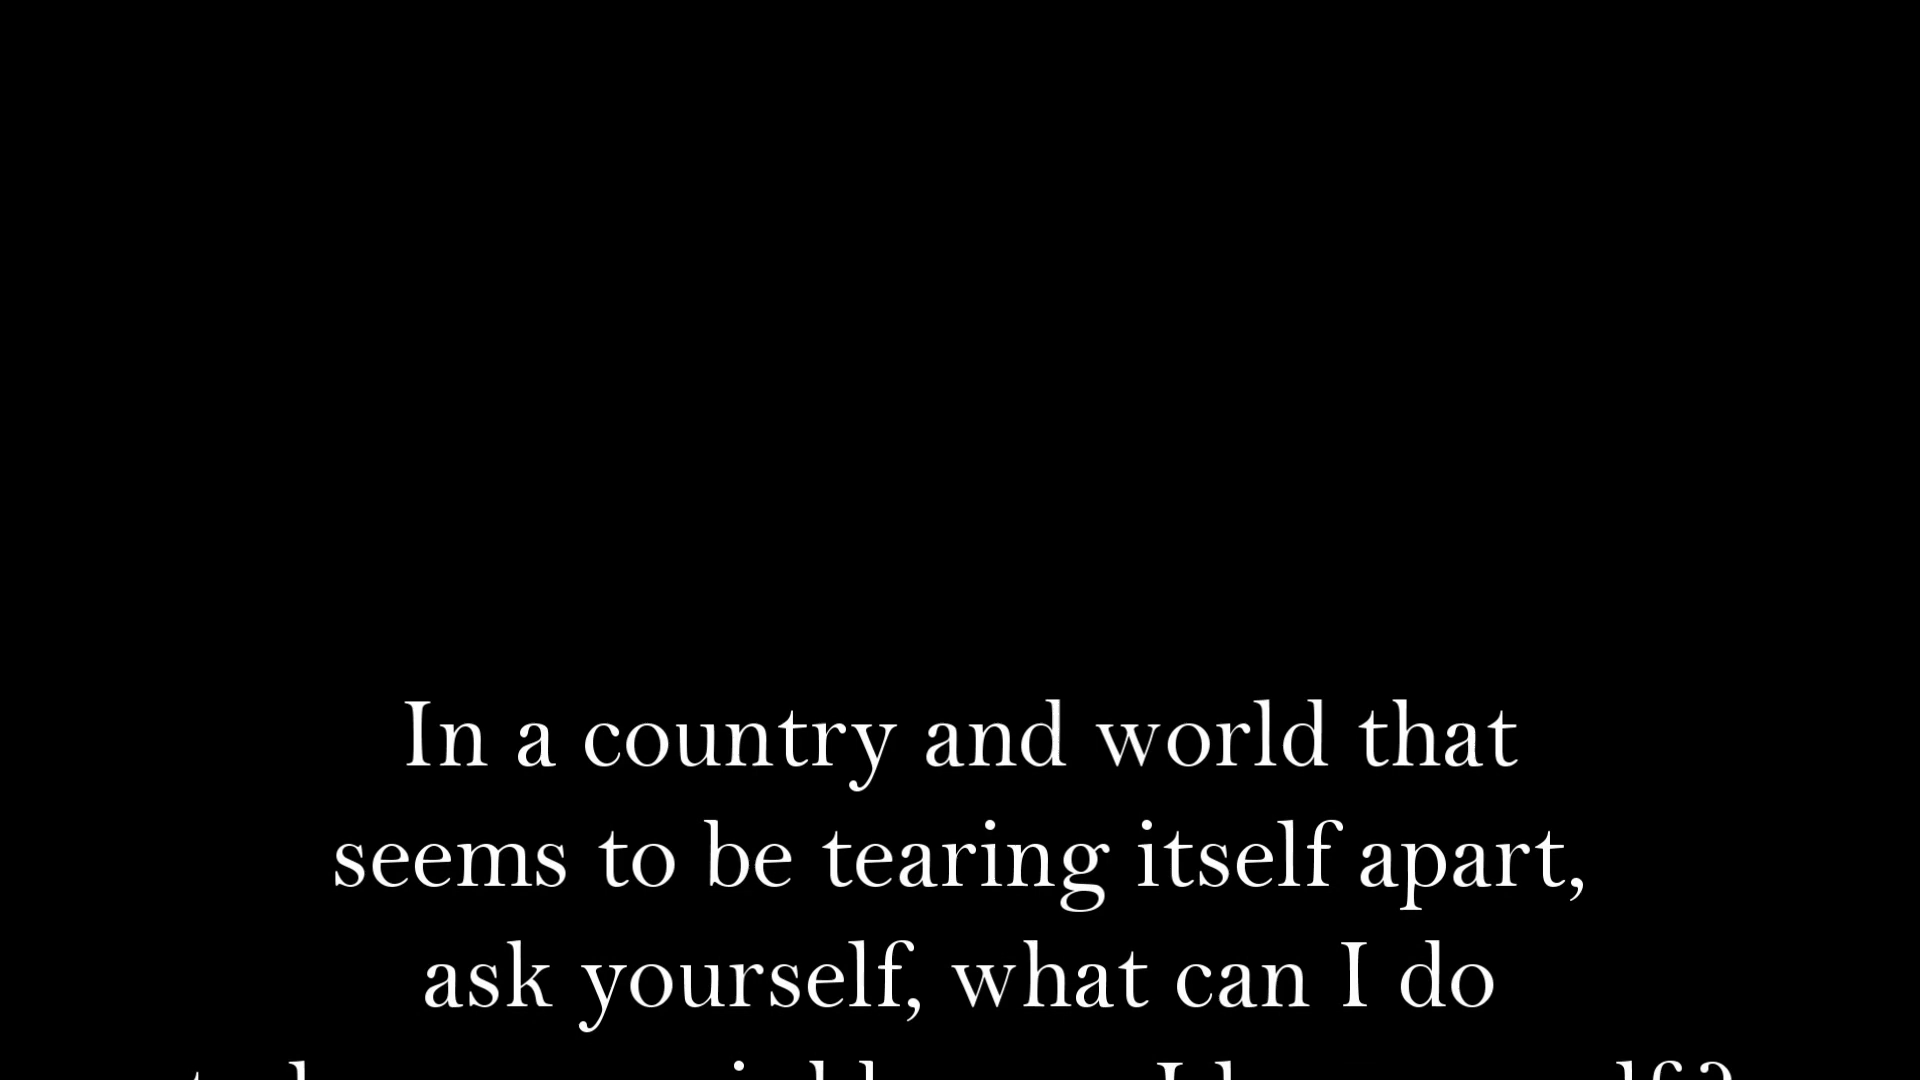 In a country and world that
seems to be tearing itself apart,
ask yourself, what can I do